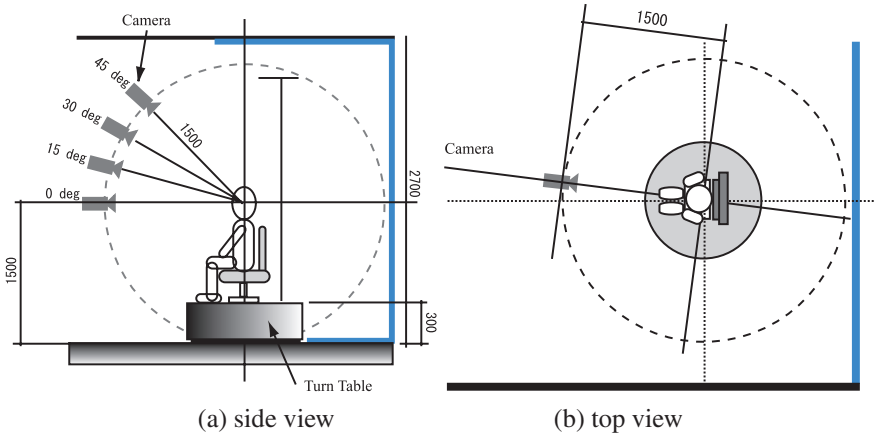 Camera
45 deg
30 deg
15 deg
0 deg
1500
1500
2700
300
Turn Table
(a) side view
1500
Camera
(b) top view